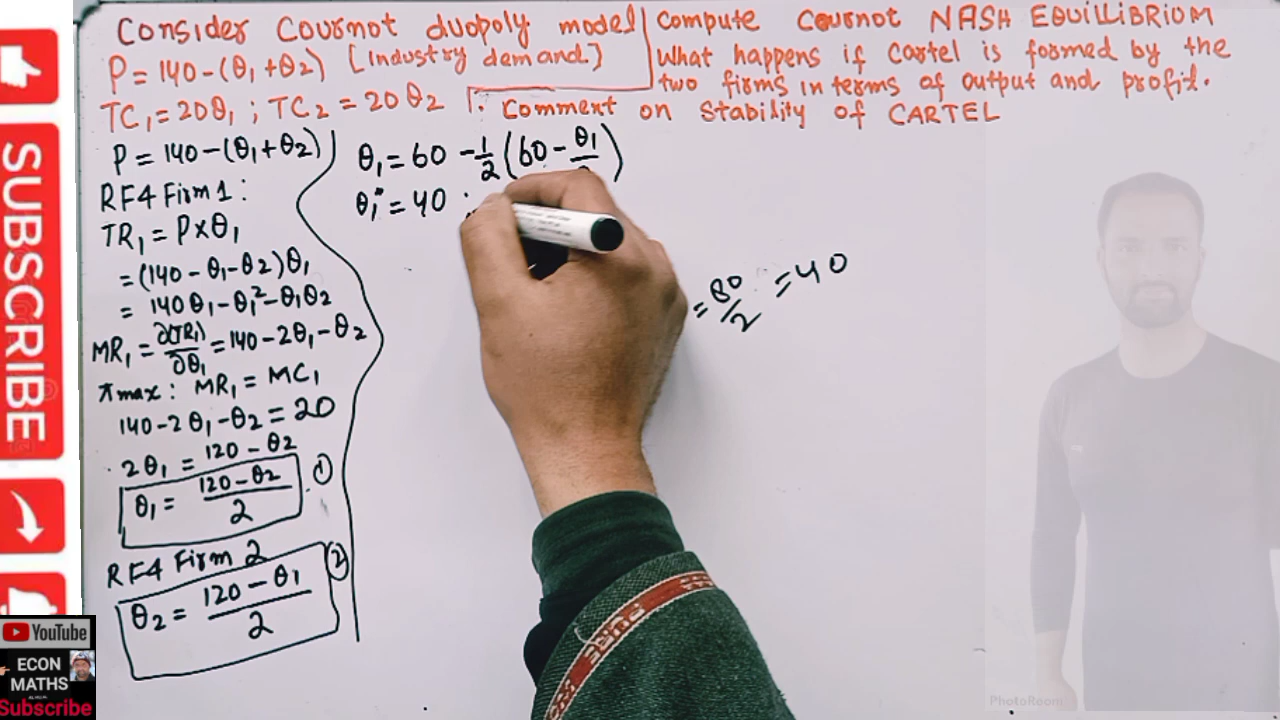 Consider Cournot duopoly model
P = 140 - (θ₁ + θ₂) [Industry demand]
TC₁ = 20θ₁ ; TC₂ = 20θ₂
Compute Cournot NASH EQUILLIBRIUM
What happens if Cartel is formed by the
two firms in terms of output and profit.
Comment on Stability of CARTEL
P = 140 - (θ₁ + θ₂)
RF4 Firm 1 :
TR₁ = P × θ₁
= (140 - θ₁ - θ₂) θ₁
= 140θ₁ - θ₁² - θ₁θ₂
MR₁ = ∂(TR₁)/∂θ₁ = 140 - 2θ₁ - θ₂
πmax : MR₁ = MC₁
140 - 2θ₁ - θ₂ = 20
2θ₁ = 120 - θ₂
θ₁ = (120 - θ₂)/2 ①
RF4 Firm 2
θ₂ = (120 - θ₁)/2 ②
θ₁ = 60 - 1/2 (60 - θ₁/
θ₁* = 40 ;
= 80/2 = 40
SUBSCRIBE
YouTube
ECON
MATHS
Subscribe
PhotoRoom